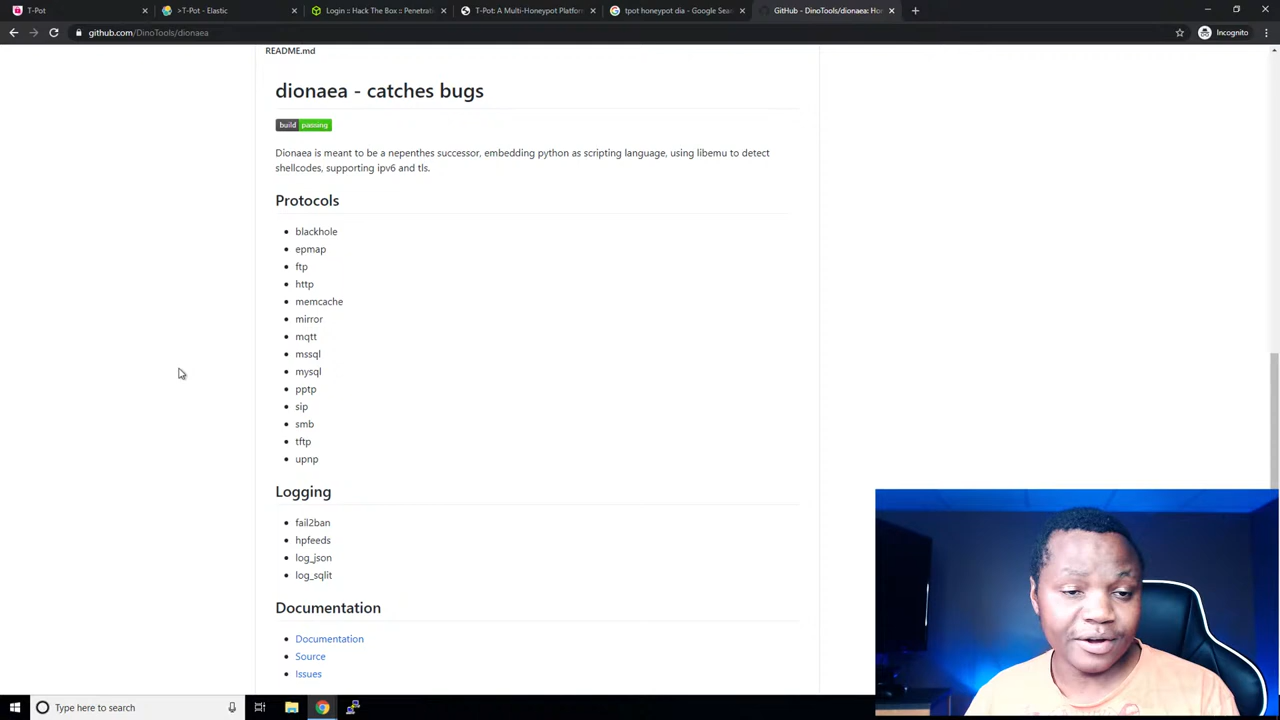 T-Pot
>T-Pot - Elastic
Login :: Hack The Box :: Penetrati
T-Pot: A Multi-Honeypot Platfor
tpot honeypot dia - Google Sear
GitHub - DinoTools/dionaea: Ho
github.com/DinoTools/dionaea
Incognito
README.md
dionaea - catches bugs
build passing
Dionaea is meant to be a nepenthes successor, embedding python as scripting language, using libemu to detect
shellcodes, supporting ipv6 and tls.
Protocols
blackhole
epmap
ftp
http
memcache
mirror
mqtt
mssql
mysql
pptp
sip
smb
tftp
upnp
Logging
fail2ban
hpfeeds
log_json
log_sqlit
Documentation
Documentation
Source
Issues
Type here to search